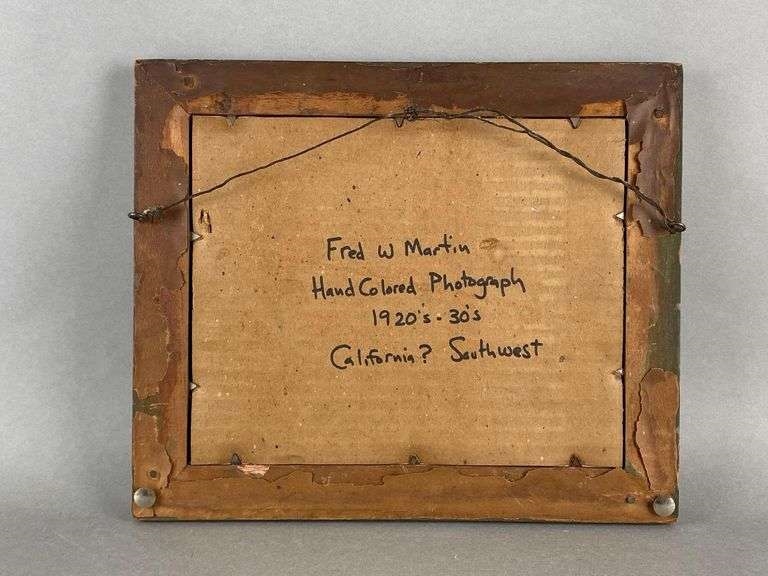 Fred W Martin
Hand Colored Photograph
1920's - 30's
California? Southwest